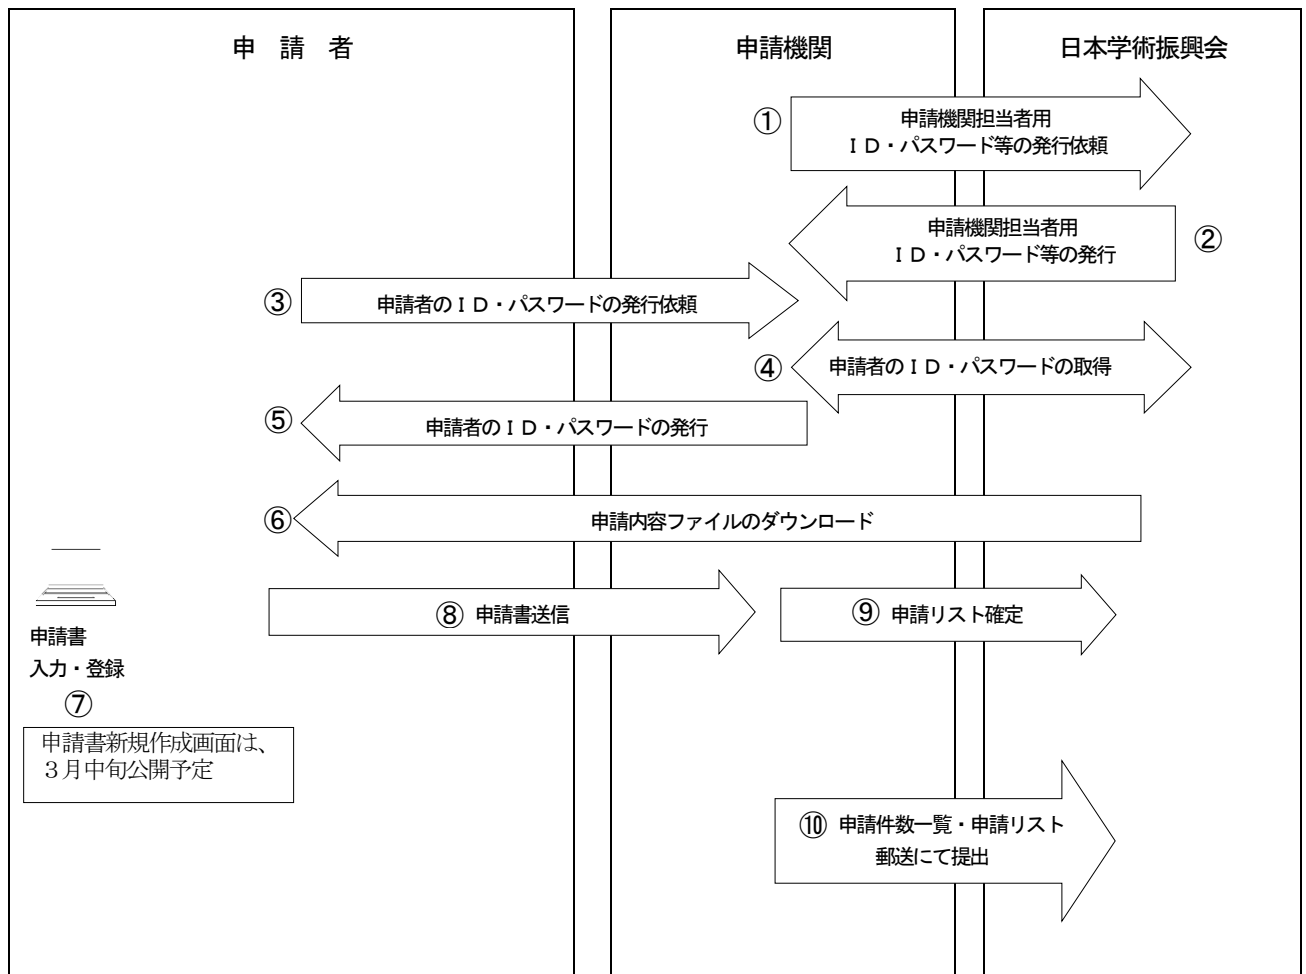 申　請　者
申請機関
日本学術振興会
①
申請機関担当者用
ＩＤ・パスワード等の発行依頼
申請機関担当者用
ＩＤ・パスワード等の発行
②
③
申請者のＩＤ・パスワードの発行依頼
④
申請者のＩＤ・パスワードの取得
⑤
申請者のＩＤ・パスワードの発行
⑥
申請内容ファイルのダウンロード
⑧ 申請書送信
⑨ 申請リスト確定
申請書
入力・登録
⑦
申請書新規作成画面は、
３月中旬公開予定
⑩ 申請件数一覧・申請リスト
郵送にて提出